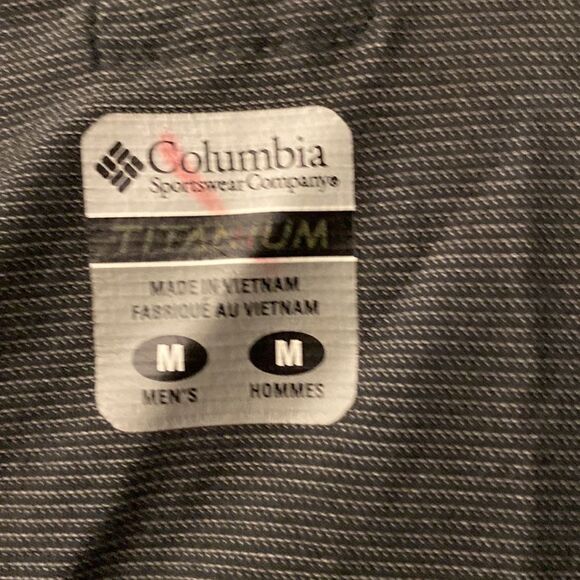 Columbia
Sportswear Company®
TITANIUM
MADE IN VIETNAM
FABRIQUÉ AU VIETNAM
M M
MEN'S HOMMES